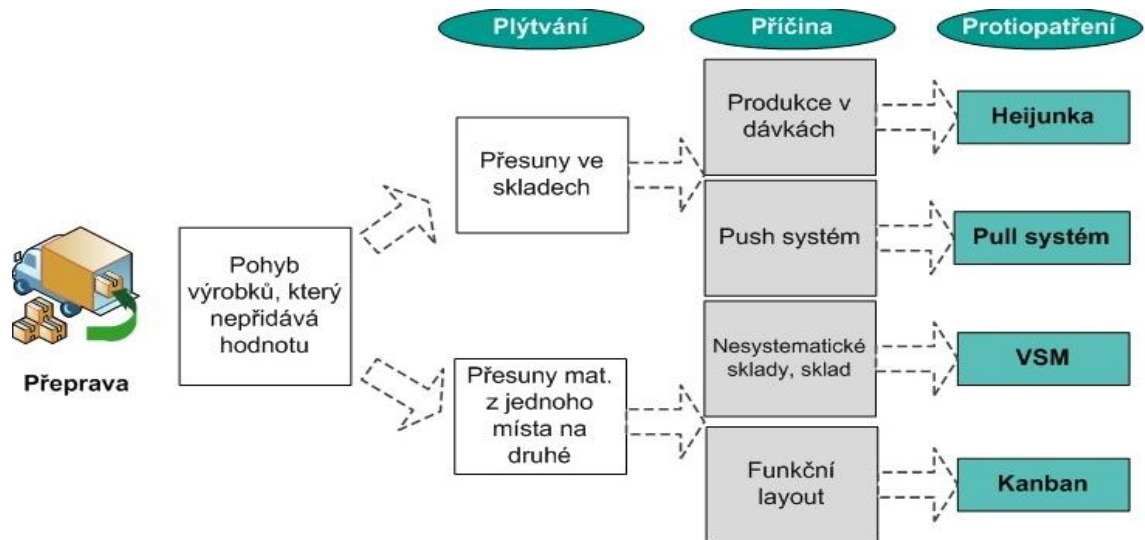 Plýtvání
Příčina
Protiopatření
Přeprava
Pohyb
výrobků, který
nepřidává
hodnotu
Přesuny ve
skladech
Přesuny mat.
z jednoho
místa na
druhé
Produkce v
dávkách
Push systém
Nesystematické
sklady, sklad
Funkční
layout
Heijunka
Pull systém
VSM
Kanban